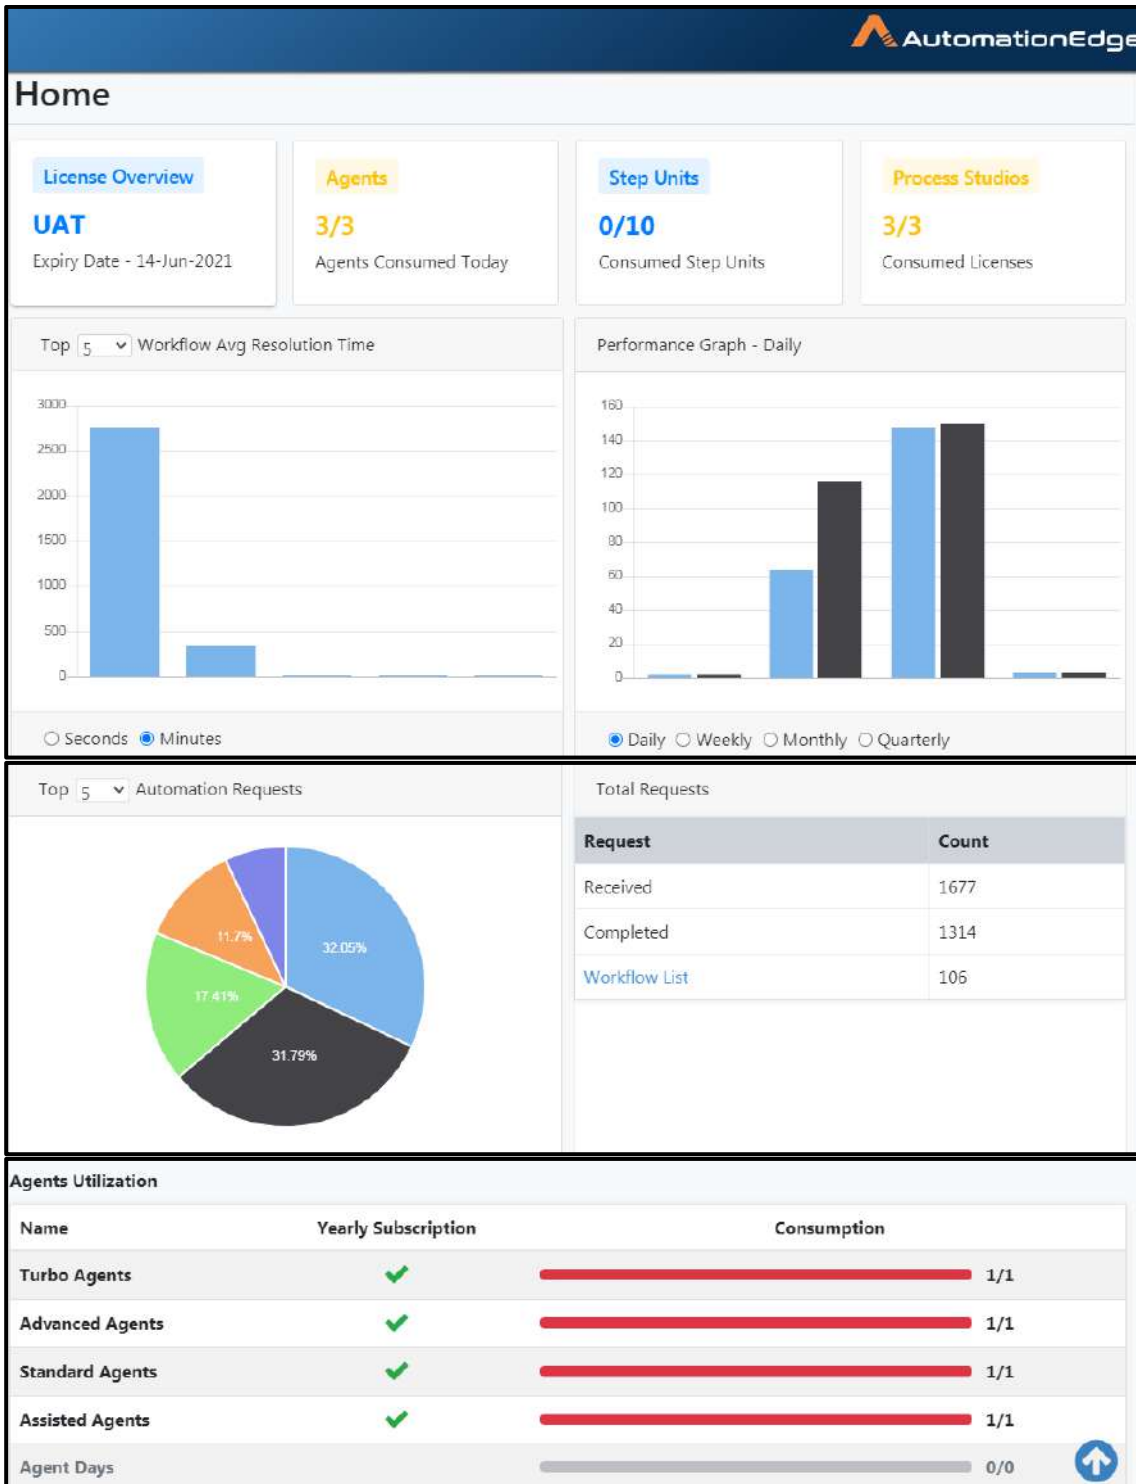 AutomationEdge
Home
License Overview
UAT
Expiry Date - 14-Jun-2021
Agents
3/3
Agents Consumed Today
Step Units
0/10
Consumed Step Units
Process Studios
3/3
Consumed Licenses
Top 5 Workflow Avg Resolution Time
3000
2500
2000
1500
1000
500
0
Seconds Minutes
Performance Graph - Daily
160
140
120
100
80
60
40
20
0
Daily Weekly Monthly Quarterly
Top 5 Automation Requests
11.7%
32.05%
17.41%
31.79%
Total Requests
Request Count
Received 1677
Completed 1314
Workflow List 106
Agents Utilization
Name Yearly Subscription Consumption
Turbo Agents 1/1
Advanced Agents 1/1
Standard Agents 1/1
Assisted Agents 1/1
Agent Days 0/0